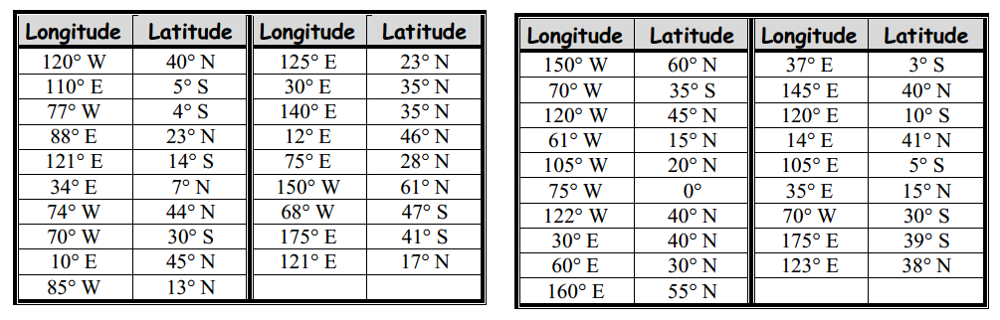 Longitude Latitude Longitude Latitude
120° W 40° N 125° E 23° N
110° E 5° S 30° E 35° N
77° W 4° S 140° E 35° N
88° E 23° N 12° E 46° N
121° E 14° S 75° E 28° N
34° E 7° N 150° W 61° N
74° W 44° N 68° W 47° S
70° W 30° S 175° E 41° S
10° E 45° N 121° E 17° N
85° W 13° N
Longitude Latitude Longitude Latitude
150° W 60° N 37° E 3° S
70° W 35° S 145° E 40° N
120° W 45° N 120° E 10° S
61° W 15° N 14° E 41° N
105° W 20° N 105° E 5° S
75° W 0° 35° E 15° N
122° W 40° N 70° W 30° S
30° E 40° N 175° E 39° S
60° E 30° N 123° E 38° N
160° E 55° N